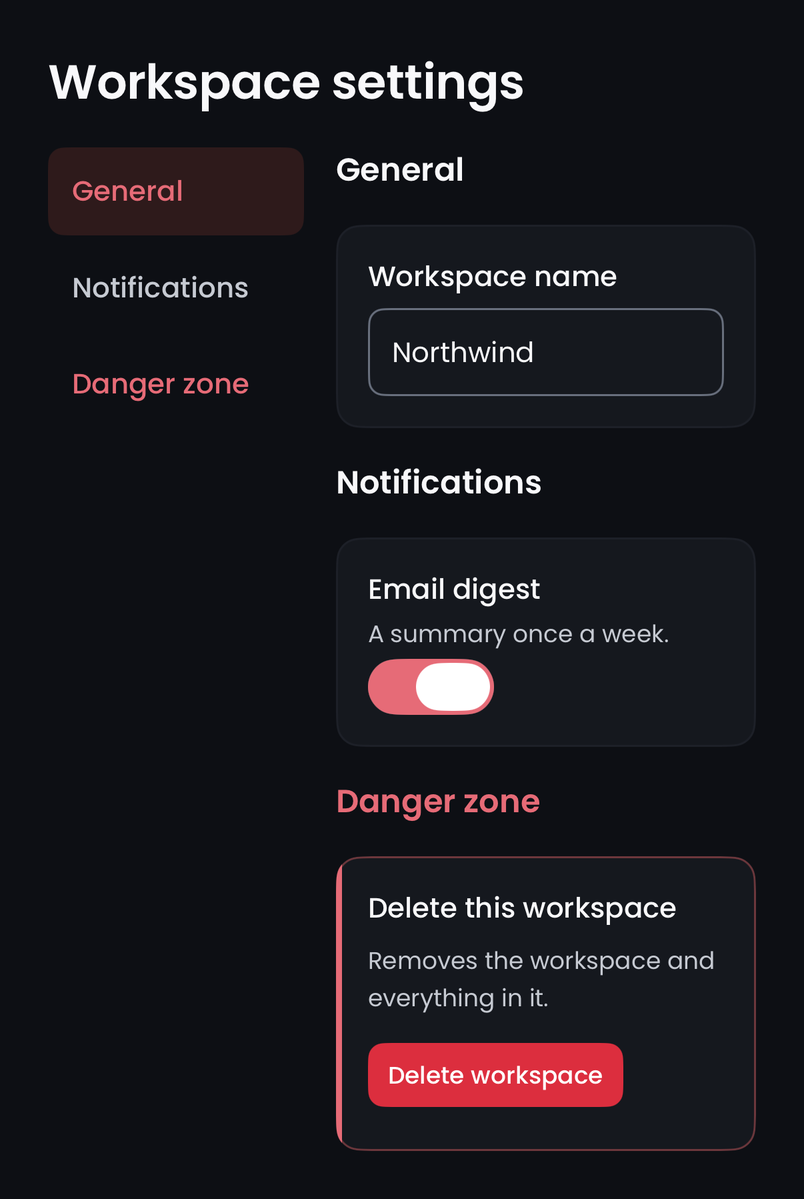 Workspace settings
General
Notifications
Danger zone
General
Workspace name
Northwind
Notifications
Email digest
A summary once a week.
Danger zone
Delete this workspace
Removes the workspace and
everything in it.
Delete workspace